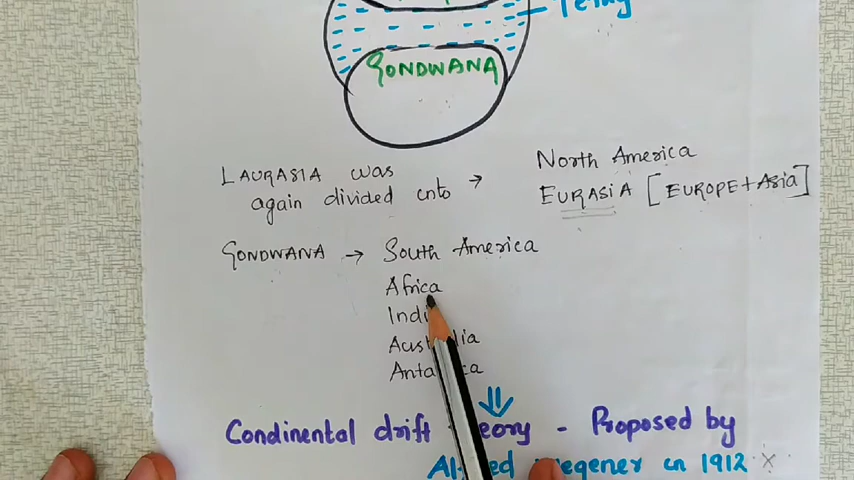 GONDWANA
LAURASIA was
again divided into →
North America
EURASIA [EUROPE + Asia]
GONDWANA → South America
Africa
Condinental drift
Proposed by
in 1912 x